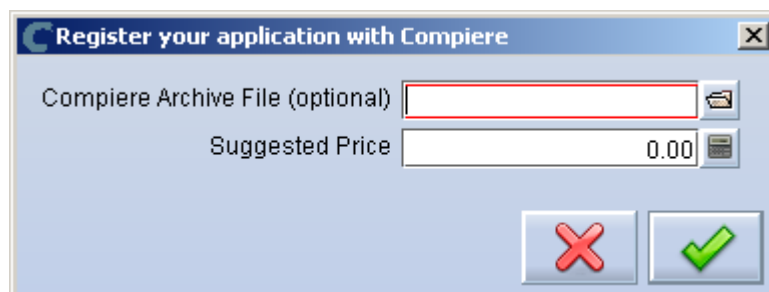 Register your application with Compiere
Compiere Archive File (optional)
Suggested Price 0.00